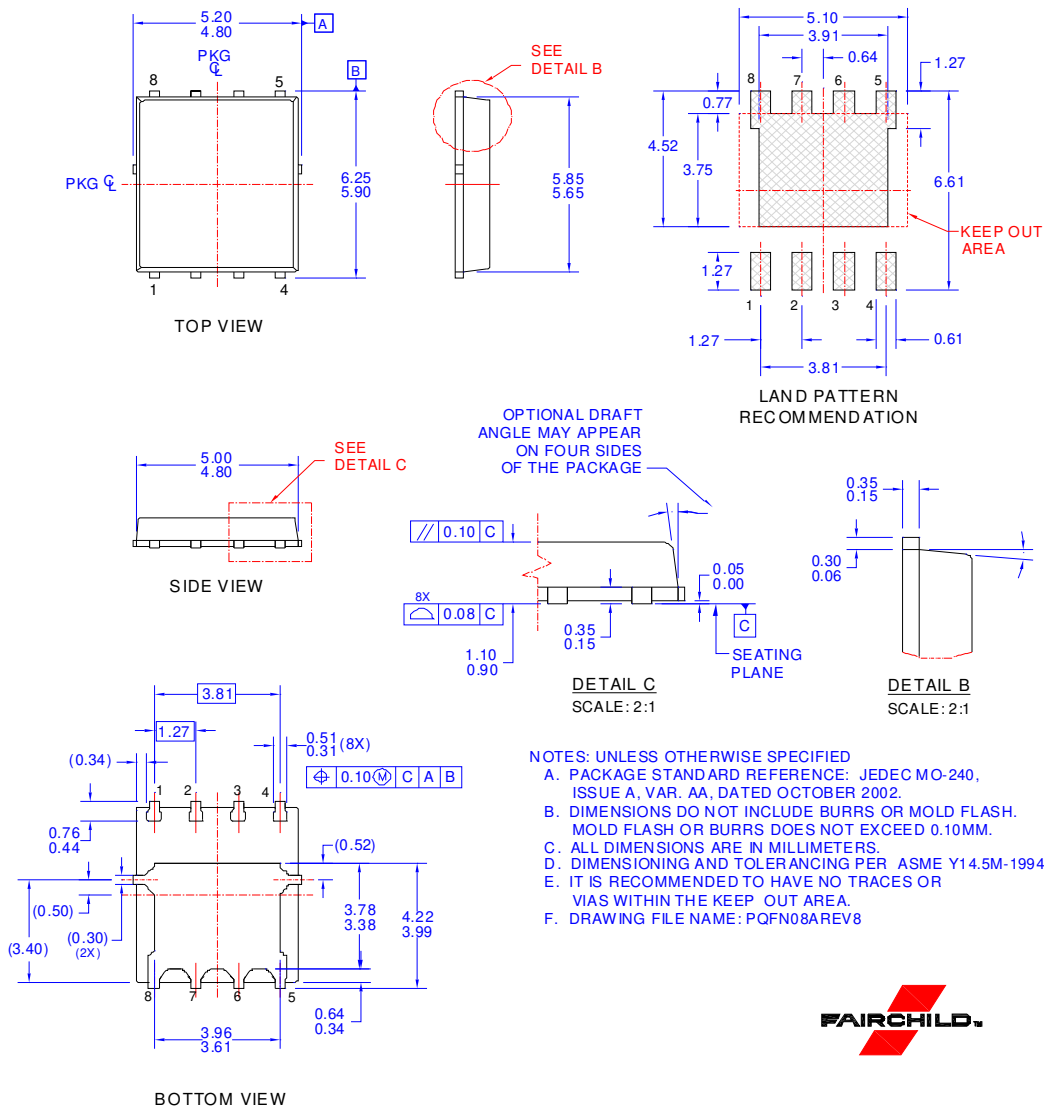 5.20
4.80
A
PKG
CL
8
5
B
PKG CL
6.25
5.90
1
4
TOP VIEW
SEE
DETAIL B
5.85
5.65
5.10
3.91
0.64
1.27
8
7
6
5
0.77
4.52
3.75
6.61
KEEP OUT
AREA
1.27
1
2
3
4
1.27
0.61
3.81
LAND PATTERN
RECOMMENDATION
5.00
4.80
SEE
DETAIL C
SIDE VIEW
OPTIONAL DRAFT
ANGLE MAY APPEAR
ON FOUR SIDES
OF THE PACKAGE
// 0.10 C
8X
0.08 C
1.10
0.90
0.35
0.15
0.05
0.00
C
SEATING
PLANE
DETAIL C
SCALE: 2:1
0.35
0.15
0.30
0.06
DETAIL B
SCALE: 2:1
3.81
1.27
(0.34)
0.51
0.31 (8X)
⌖ 0.10Ⓜ C A B
1
2
3
4
0.76
0.44
(0.52)
(0.50)
(0.30)
(2X)
(3.40)
3.78
3.38
4.22
3.99
8
7
6
5
0.64
0.34
3.96
3.61
BOTTOM VIEW
NOTES: UNLESS OTHERWISE SPECIFIED
A. PACKAGE STANDARD REFERENCE: JEDEC MO-240,
ISSUE A, VAR. AA, DATED OCTOBER 2002.
B. DIMENSIONS DO NOT INCLUDE BURRS OR MOLD FLASH.
MOLD FLASH OR BURRS DOES NOT EXCEED 0.10MM.
C. ALL DIMENSIONS ARE IN MILLIMETERS.
D. DIMENSIONING AND TOLERANCING PER ASME Y14.5M-1994
E. IT IS RECOMMENDED TO HAVE NO TRACES OR
VIAS WITHIN THE KEEP OUT AREA.
F. DRAWING FILE NAME: PQFN08AREV8
FAIRCHILD™